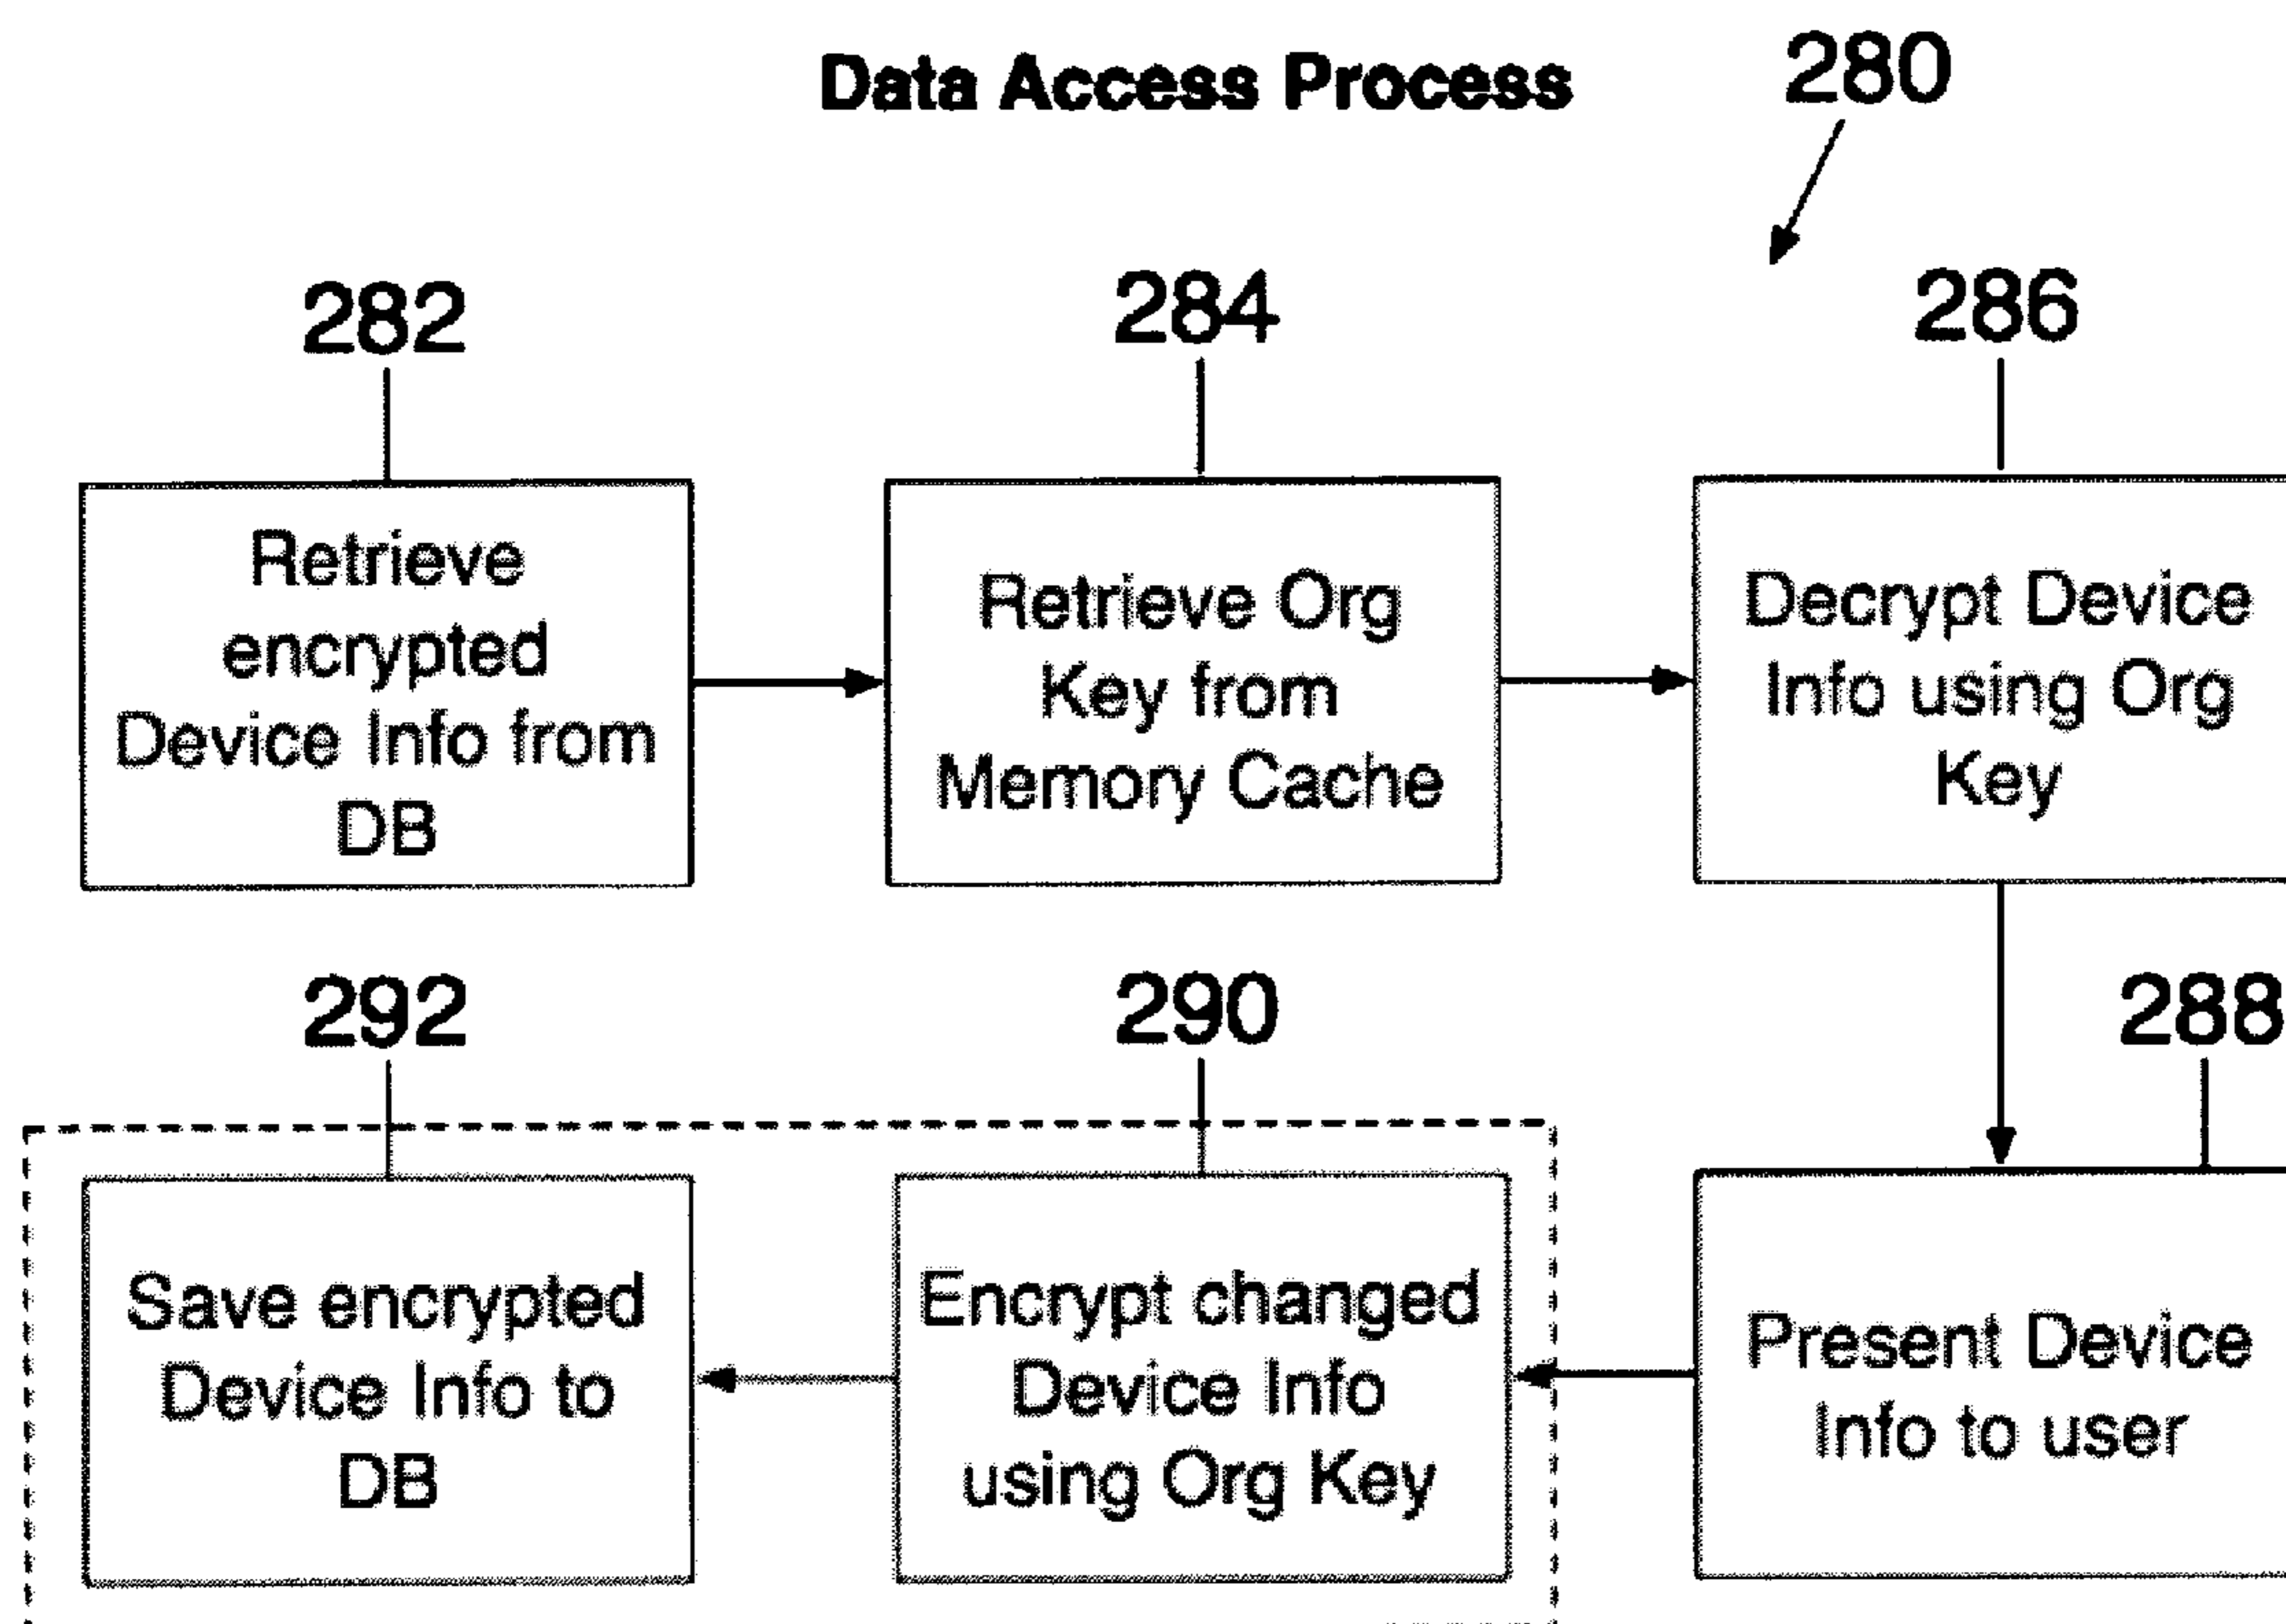 Data Access Process
280
282
284
286
Retrieve
encrypted
Device Info from
DB
Retrieve Org
Key from
Memory Cache
Decrypt Device
Info using Org
Key
292
290
288
Save encrypted
Device Info to
DB
Encrypt changed
Device Info
using Org Key
Present Device
Info to user